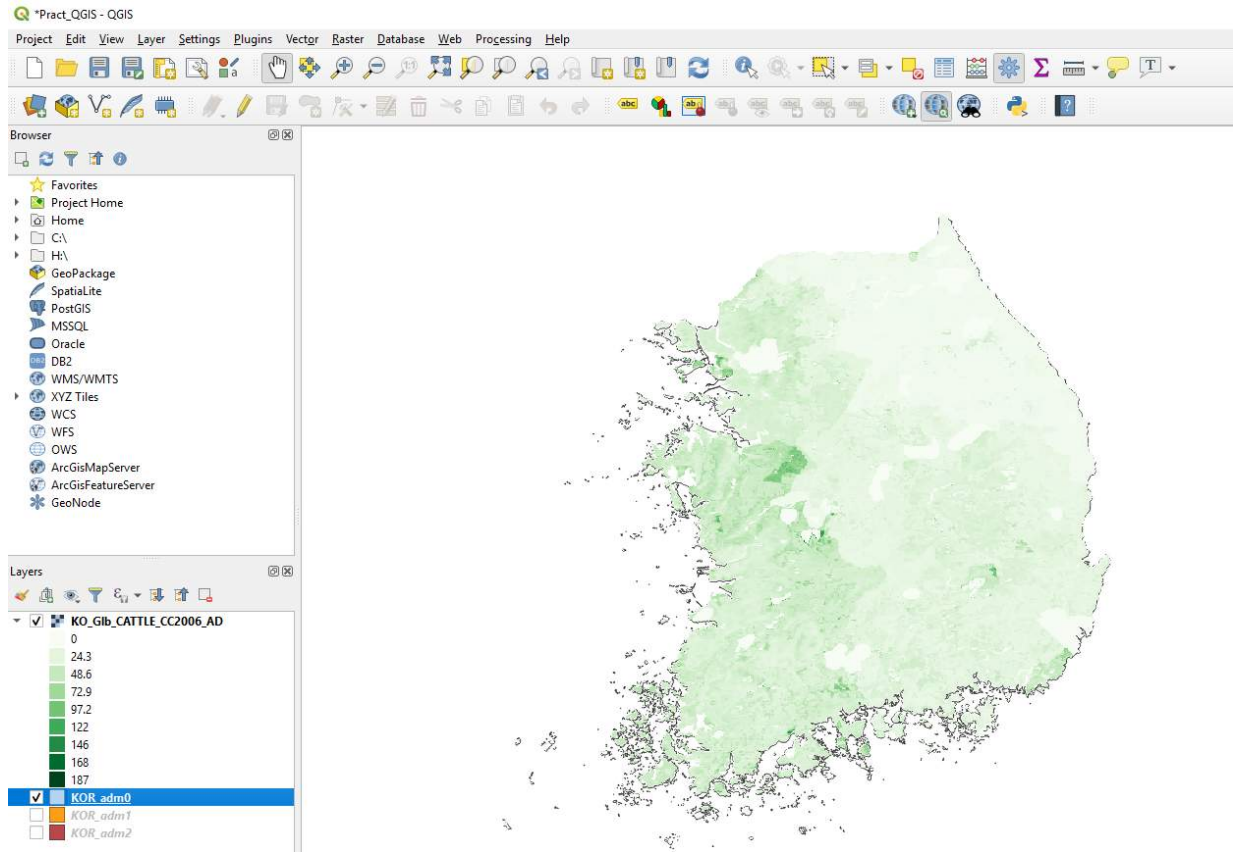 *Pract_QGIS - QGIS
Project Edit View Layer Settings Plugins Vector Raster Database Web Processing Help
Browser
Favorites
Project Home
Home
C:\
H:\
GeoPackage
SpatiaLite
PostGIS
MSSQL
Oracle
DB2
WMS/WMTS
XYZ Tiles
WCS
WFS
OWS
ArcGisMapServer
ArcGisFeatureServer
GeoNode
Layers
KO_Glb_CATTLE_CC2006_AD
0
24.3
48.6
72.9
97.2
122
146
168
187
KOR_adm0
KOR_adm1
KOR_adm2